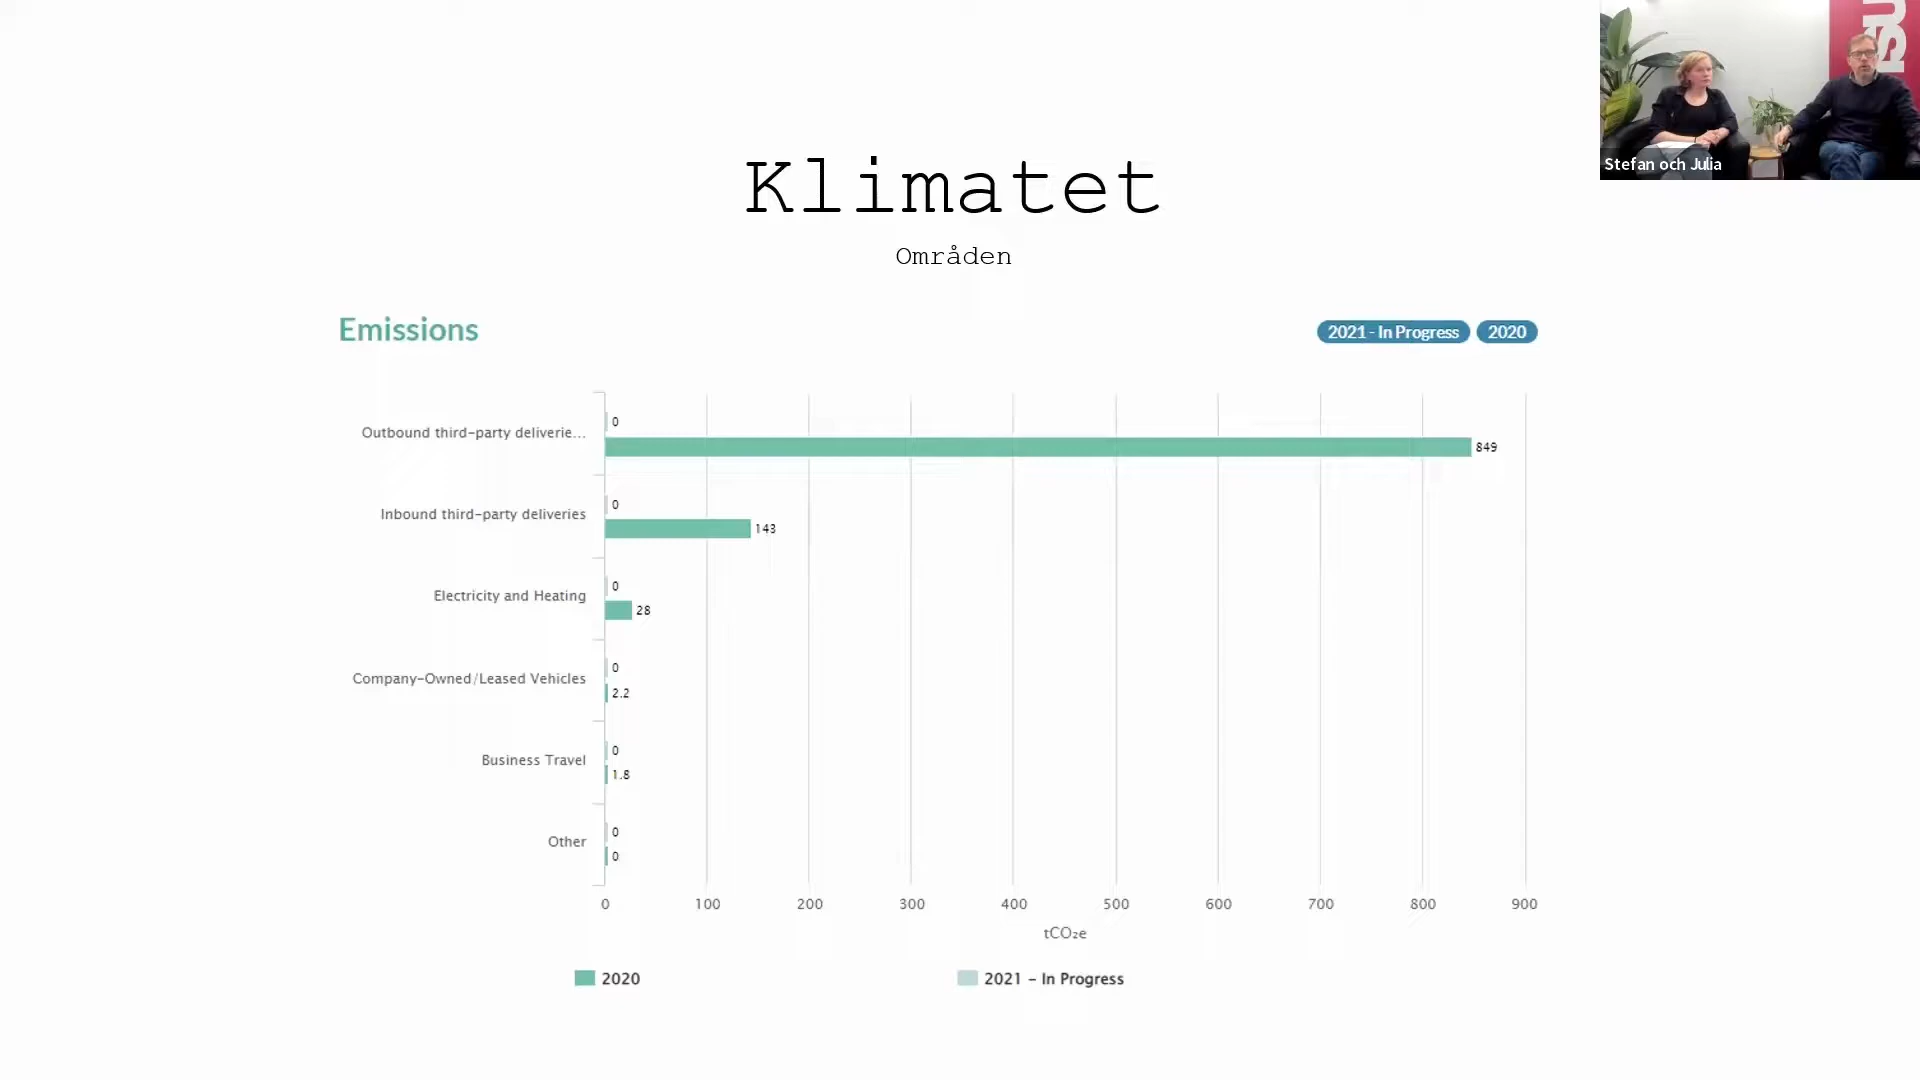 Klimatet
Områden
Stefan och Julia
Emissions
2021 - In Progress
2020
Outbound third-party deliverie...
0
849
Inbound third-party deliveries
0
143
Electricity and Heating
0
28
Company-Owned/Leased Vehicles
0
2.2
Business Travel
0
1.8
Other
0
0
0 100 200 300 400 500 600 700 800 900
tCO₂e
2020
2021 - In Progress